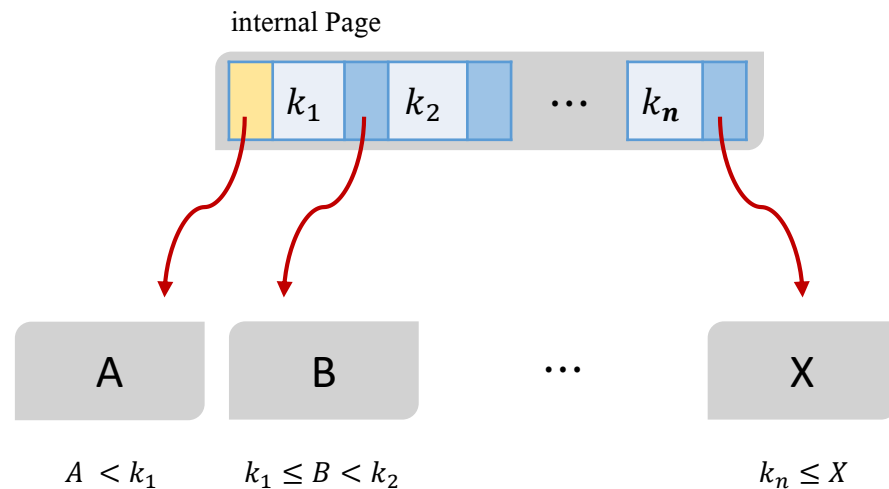 internal Page
k₁ k₂ ⋯ kₙ
A B ⋯ X
A < k₁ k₁ ≤ B < k₂ kₙ ≤ X